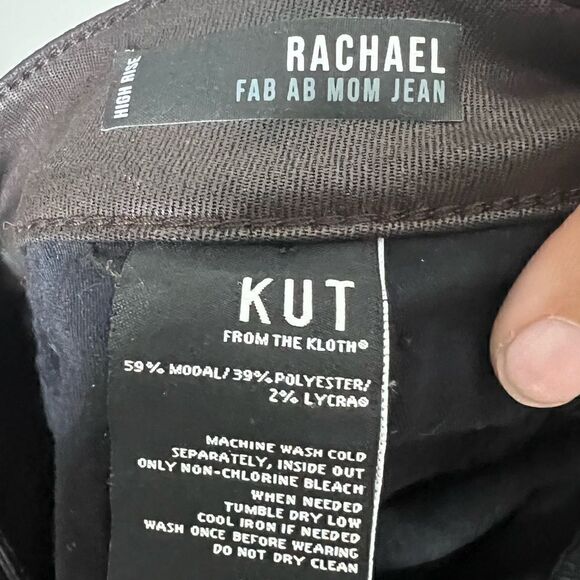 HIGH RISE
RACHAEL
FAB AB MOM JEAN
KUT
FROM THE KLOTH®
59% MODAL/39% POLYESTER/
2% LYCRA®
MACHINE WASH COLD
SEPARATELY, INSIDE OUT
ONLY NON-CHLORINE BLEACH
WHEN NEEDED
TUMBLE DRY LOW
COOL IRON IF NEEDED
WASH ONCE BEFORE WEARING
DO NOT DRY CLEAN